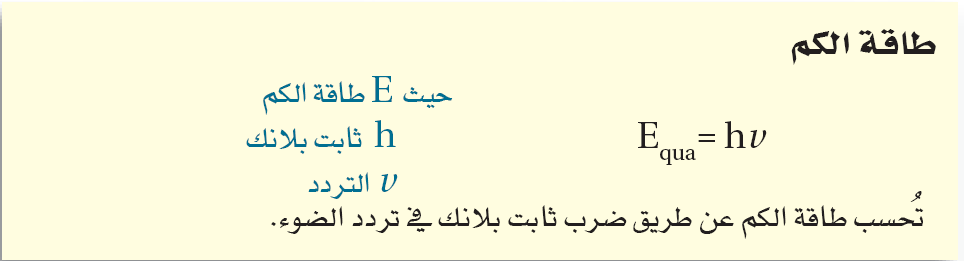 طاقة الكم
حيث E طاقة الكم
E_qua = hν
h ثابت بلانك
ν التردد
تُحسب طاقة الكم عن طريق ضرب ثابت بلانك في تردد الضوء.